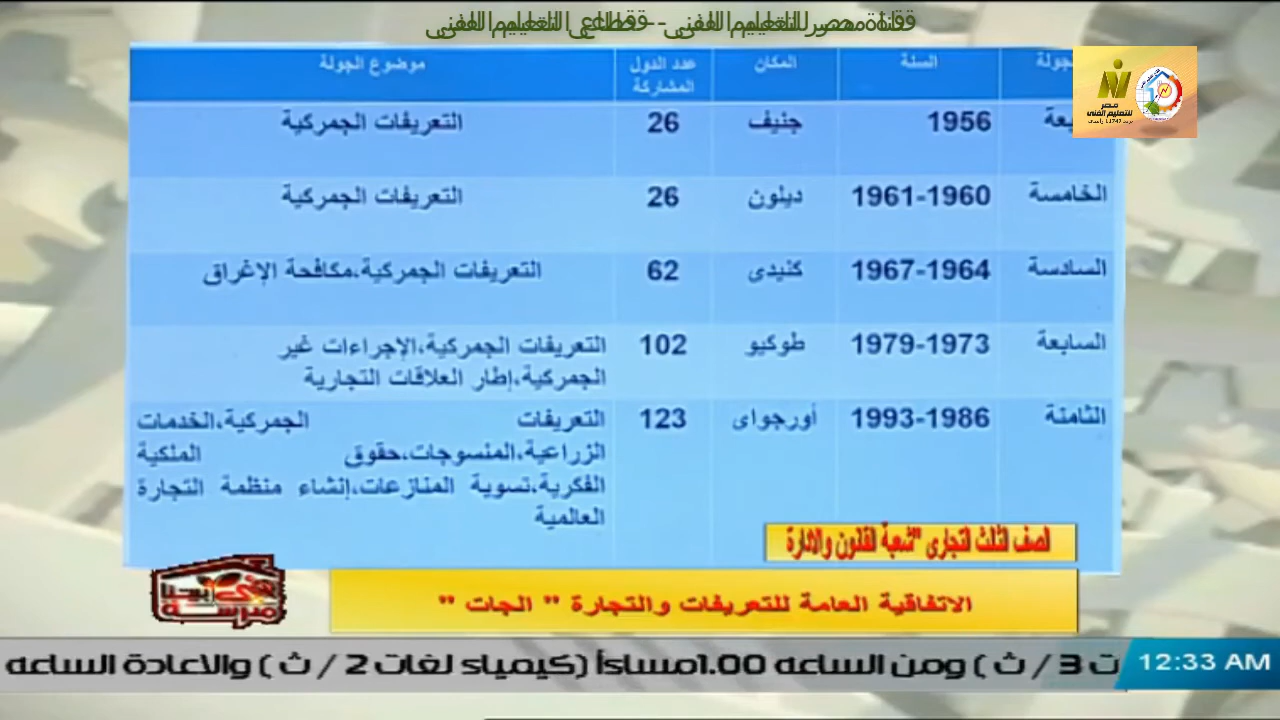 قناة مصر للتعليم الفنى - قطاع التعليم الفنى
السنة المكان عدد الدول المشاركة موضوع الجولة
1956 جنيف 26 التعريفات الجمركية
الخامسة 1960-1961 ديلون 26 التعريفات الجمركية
السادسة 1964-1967 كنيدى 62 التعريفات الجمركية،مكافحة الإغراق
السابعة 1973-1979 طوكيو 102 التعريفات الجمركية،الإجراءات غير
الجمركية،إطار العلاقات التجارية
الثامنة 1986-1993 أورجواى 123 التعريفات الجمركية،الخدمات
الزراعية،المنسوجات،حقوق الملكية
الفكرية،تسوية المنازعات،إنشاء منظمة التجارة
العالمية
مصر
للتعليم الفنى
الصف الثالث التجارى "شعبة القانون والادارة
الاتفاقية العامة للتعريفات والتجارة " الجات "
فى بيتنا
مدرسة
ت 3 / ث ) ومن الساعه 1.00مساءاً (كيمياء لغات 2 / ث ) والاعادة الساعه
12:33 AM